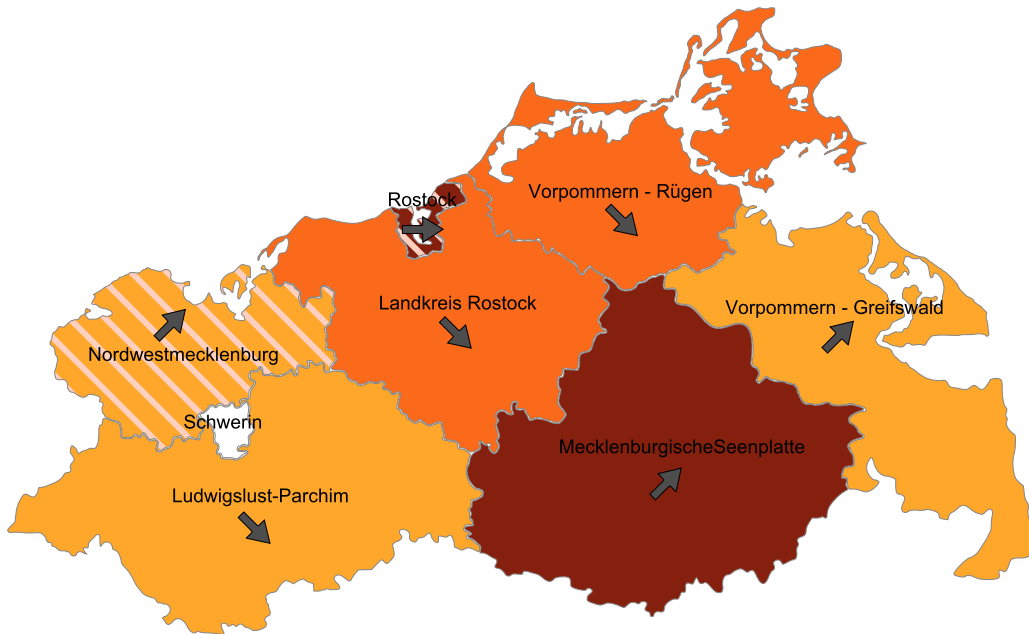 Vorpommern - Rügen
Rostock
Landkreis Rostock
Vorpommern - Greifswald
Nordwestmecklenburg
Schwerin
MecklenburgischeSeenplatte
Ludwigslust-Parchim